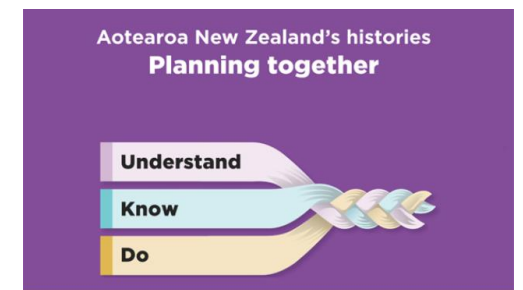 Aotearoa New Zealand’s histories
Planning together
Understand
Know
Do